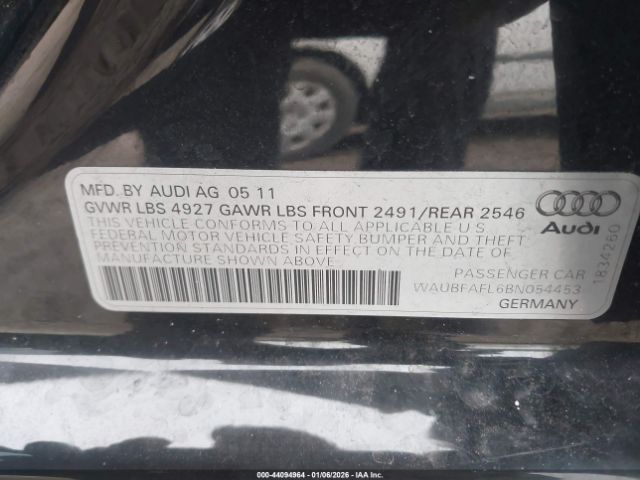 MFD. BY AUDI AG 05 11
GVWR LBS 4927 GAWR LBS FRONT 2491/REAR 2546
THIS VEHICLE CONFORMS TO ALL APPLICABLE U S
FEDERAL MOTOR VEHICLE SAFETY BUMPER AND THEFT
PREVENTION STANDARDS IN EFFECT ON THE DATE OF
MANUFACTURE SHOWN ABOVE
Audi
1834260
PASSENGER CAR
WAUBFAFL6BN054453
GERMANY
000-44094964 - 01/06/2026 - IAA Inc.